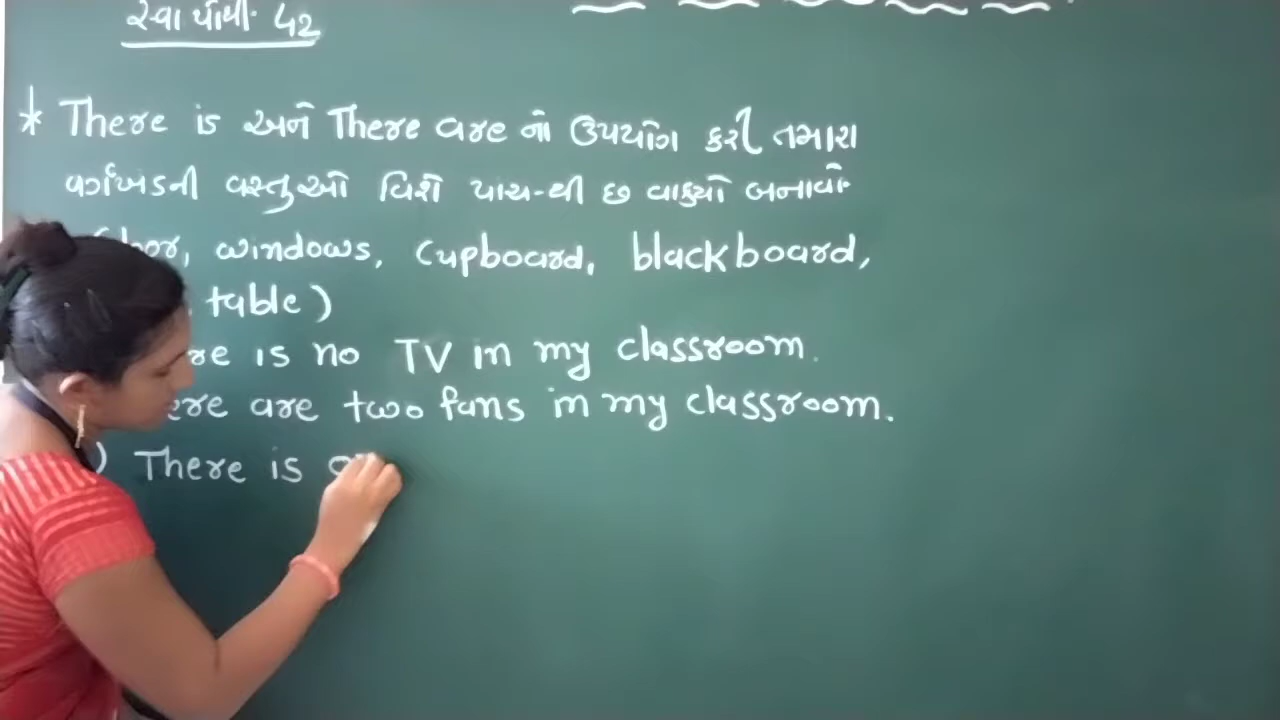 સ્વા પોથી 42
* There is અને There are નો ઉપયોગ કરી તમારા
વર્ગખંડની વસ્તુઓ વિશે પાંચ-થી છ વાક્યો બનાવો
windows, cupboard, blackboard,
table)
is no TV in my classroom.
are two fans in my classroom.
) There is